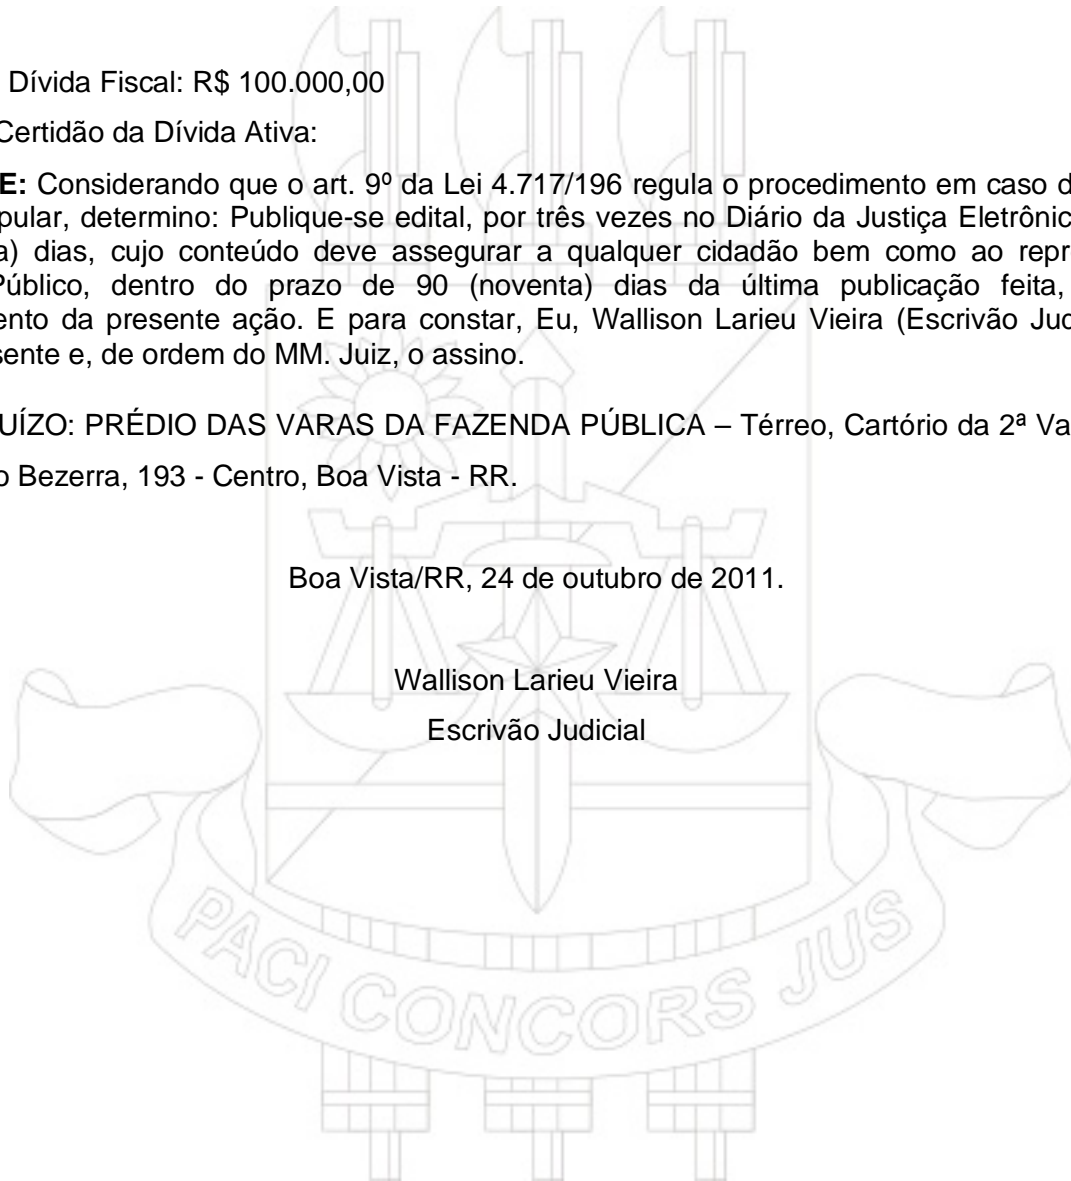 Dívida Fiscal: R$ 100.000,00
Certidão da Dívida Ativa:
E: Considerando que o art. 9º da Lei 4.717/196 regula o procedimento em caso d
pular, determino: Publique-se edital, por três vezes no Diário da Justiça Eletrônic
a) dias, cujo conteúdo deve assegurar a qualquer cidadão bem como ao repr
Público, dentro do prazo de 90 (noventa) dias da última publicação feita,
ento da presente ação. E para constar, Eu, Wallison Larieu Vieira (Escrivão Jud
sente e, de ordem do MM. Juiz, o assino.
UÍZO: PRÉDIO DAS VARAS DA FAZENDA PÚBLICA – Térreo, Cartório da 2ª Va
o Bezerra, 193 - Centro, Boa Vista - RR.
Boa Vista/RR, 24 de outubro de 2011.
Wallison Larieu Vieira
Escrivão Judicial
PACI CONCORS JUS